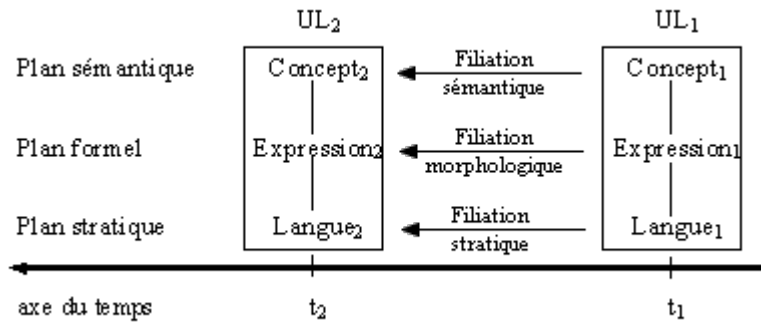 UL₂ UL₁
Plan sémantique Concept₂ Filiation sémantique Concept₁
Plan formel Expression₂ Filiation morphologique Expression₁
Plan stratique Langue₂ Filiation stratique Langue₁
axe du temps t₂ t₁